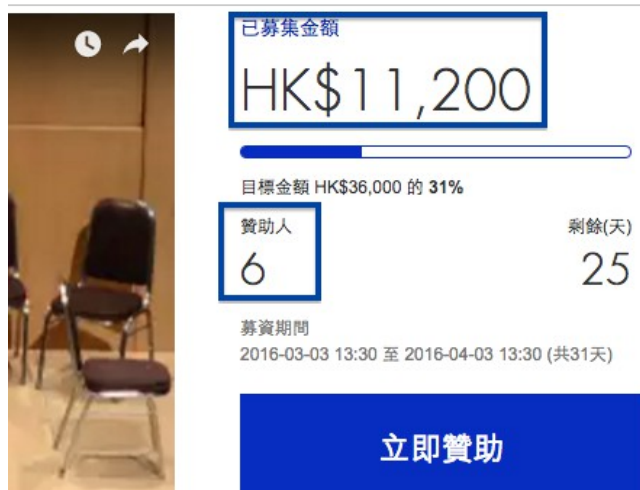 已募集金額
HK$11,200
目標金額 HK$36,000 的 31%
贊助人
6
剩餘(天)
25
募資期間
2016-03-03 13:30 至 2016-04-03 13:30 (共31天)
立即贊助